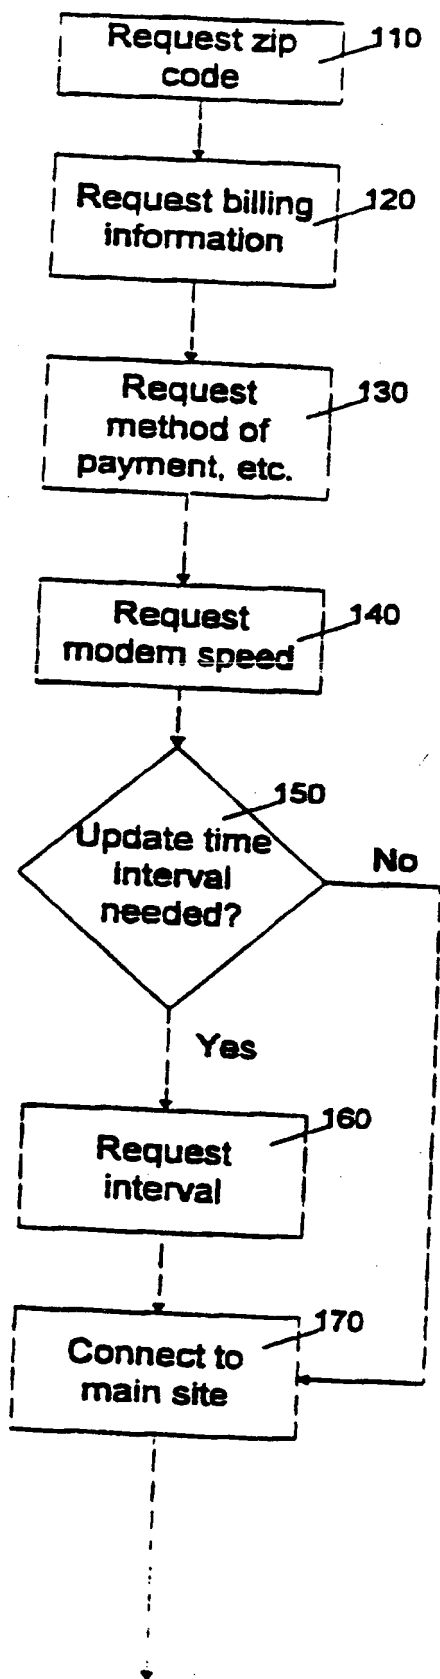 Request zip
code
110
Request billing
information
120
Request
method of
payment, etc.
130
Request
modem speed
140
150
Update time
interval
needed?
No
Yes
160
Request
interval
170
Connect to
main site